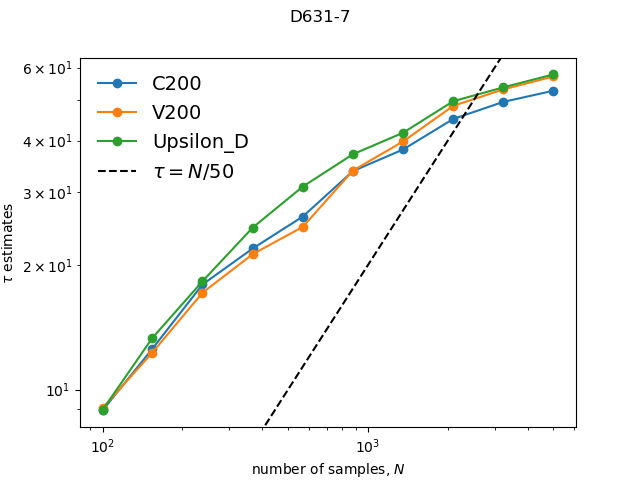 D631-7
C200
V200
Upsilon_D
τ = N/50
6 × 10¹
4 × 10¹
3 × 10¹
2 × 10¹
10¹
τ estimates
10² 10³
number of samples, N